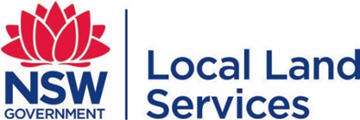 NSW
GOVERNMENT
Local Land
Services